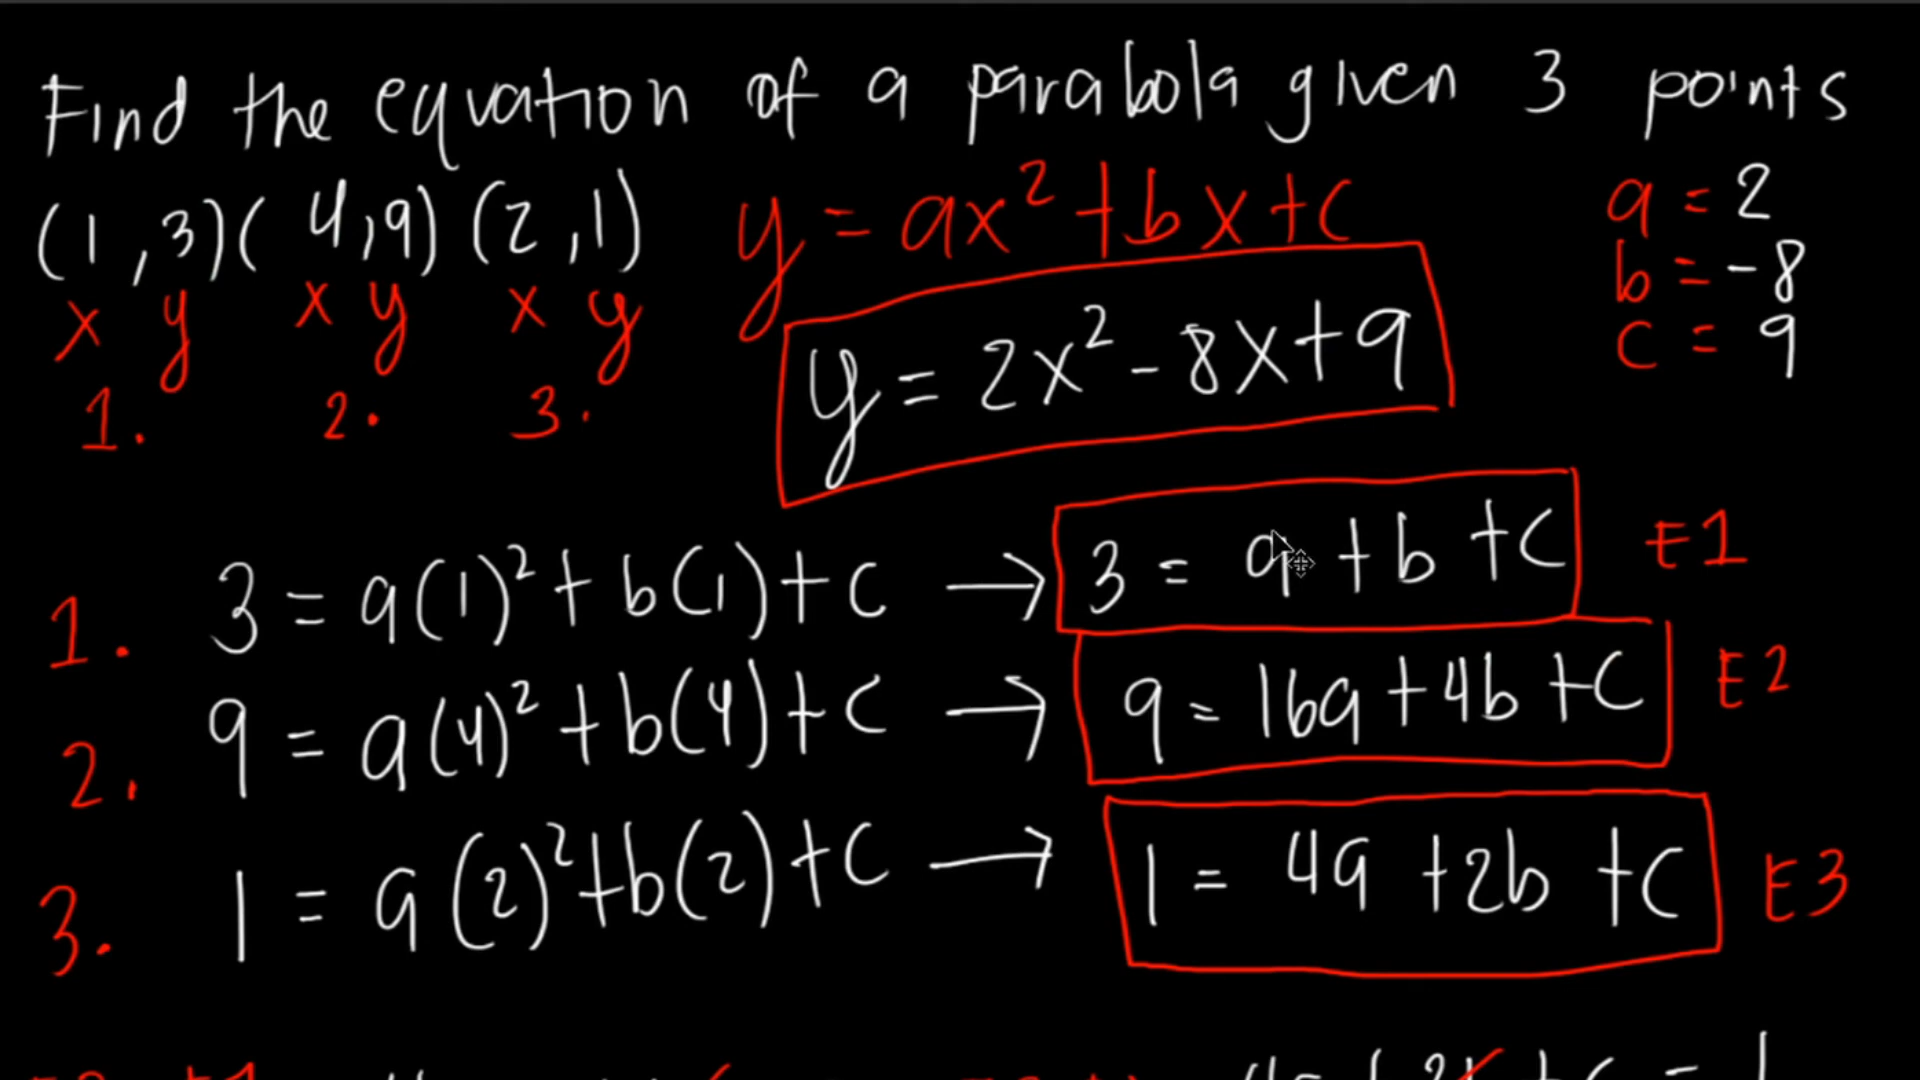 Find the equation of a parabola given 3 points
(1,3)(4,9)(2,1) y = ax²+bx+c a = 2
x y x y x y b = -8
1. 2. 3. y = 2x²-8x+9 c = 9
1. 3 = a(1)²+b(1)+c → 3 = a+b+c E1
2. 9 = a(4)²+b(4)+c → 9 = 16a+4b+c E2
3. 1 = a(2)²+b(2)+c → 1 = 4a+2b+c E3